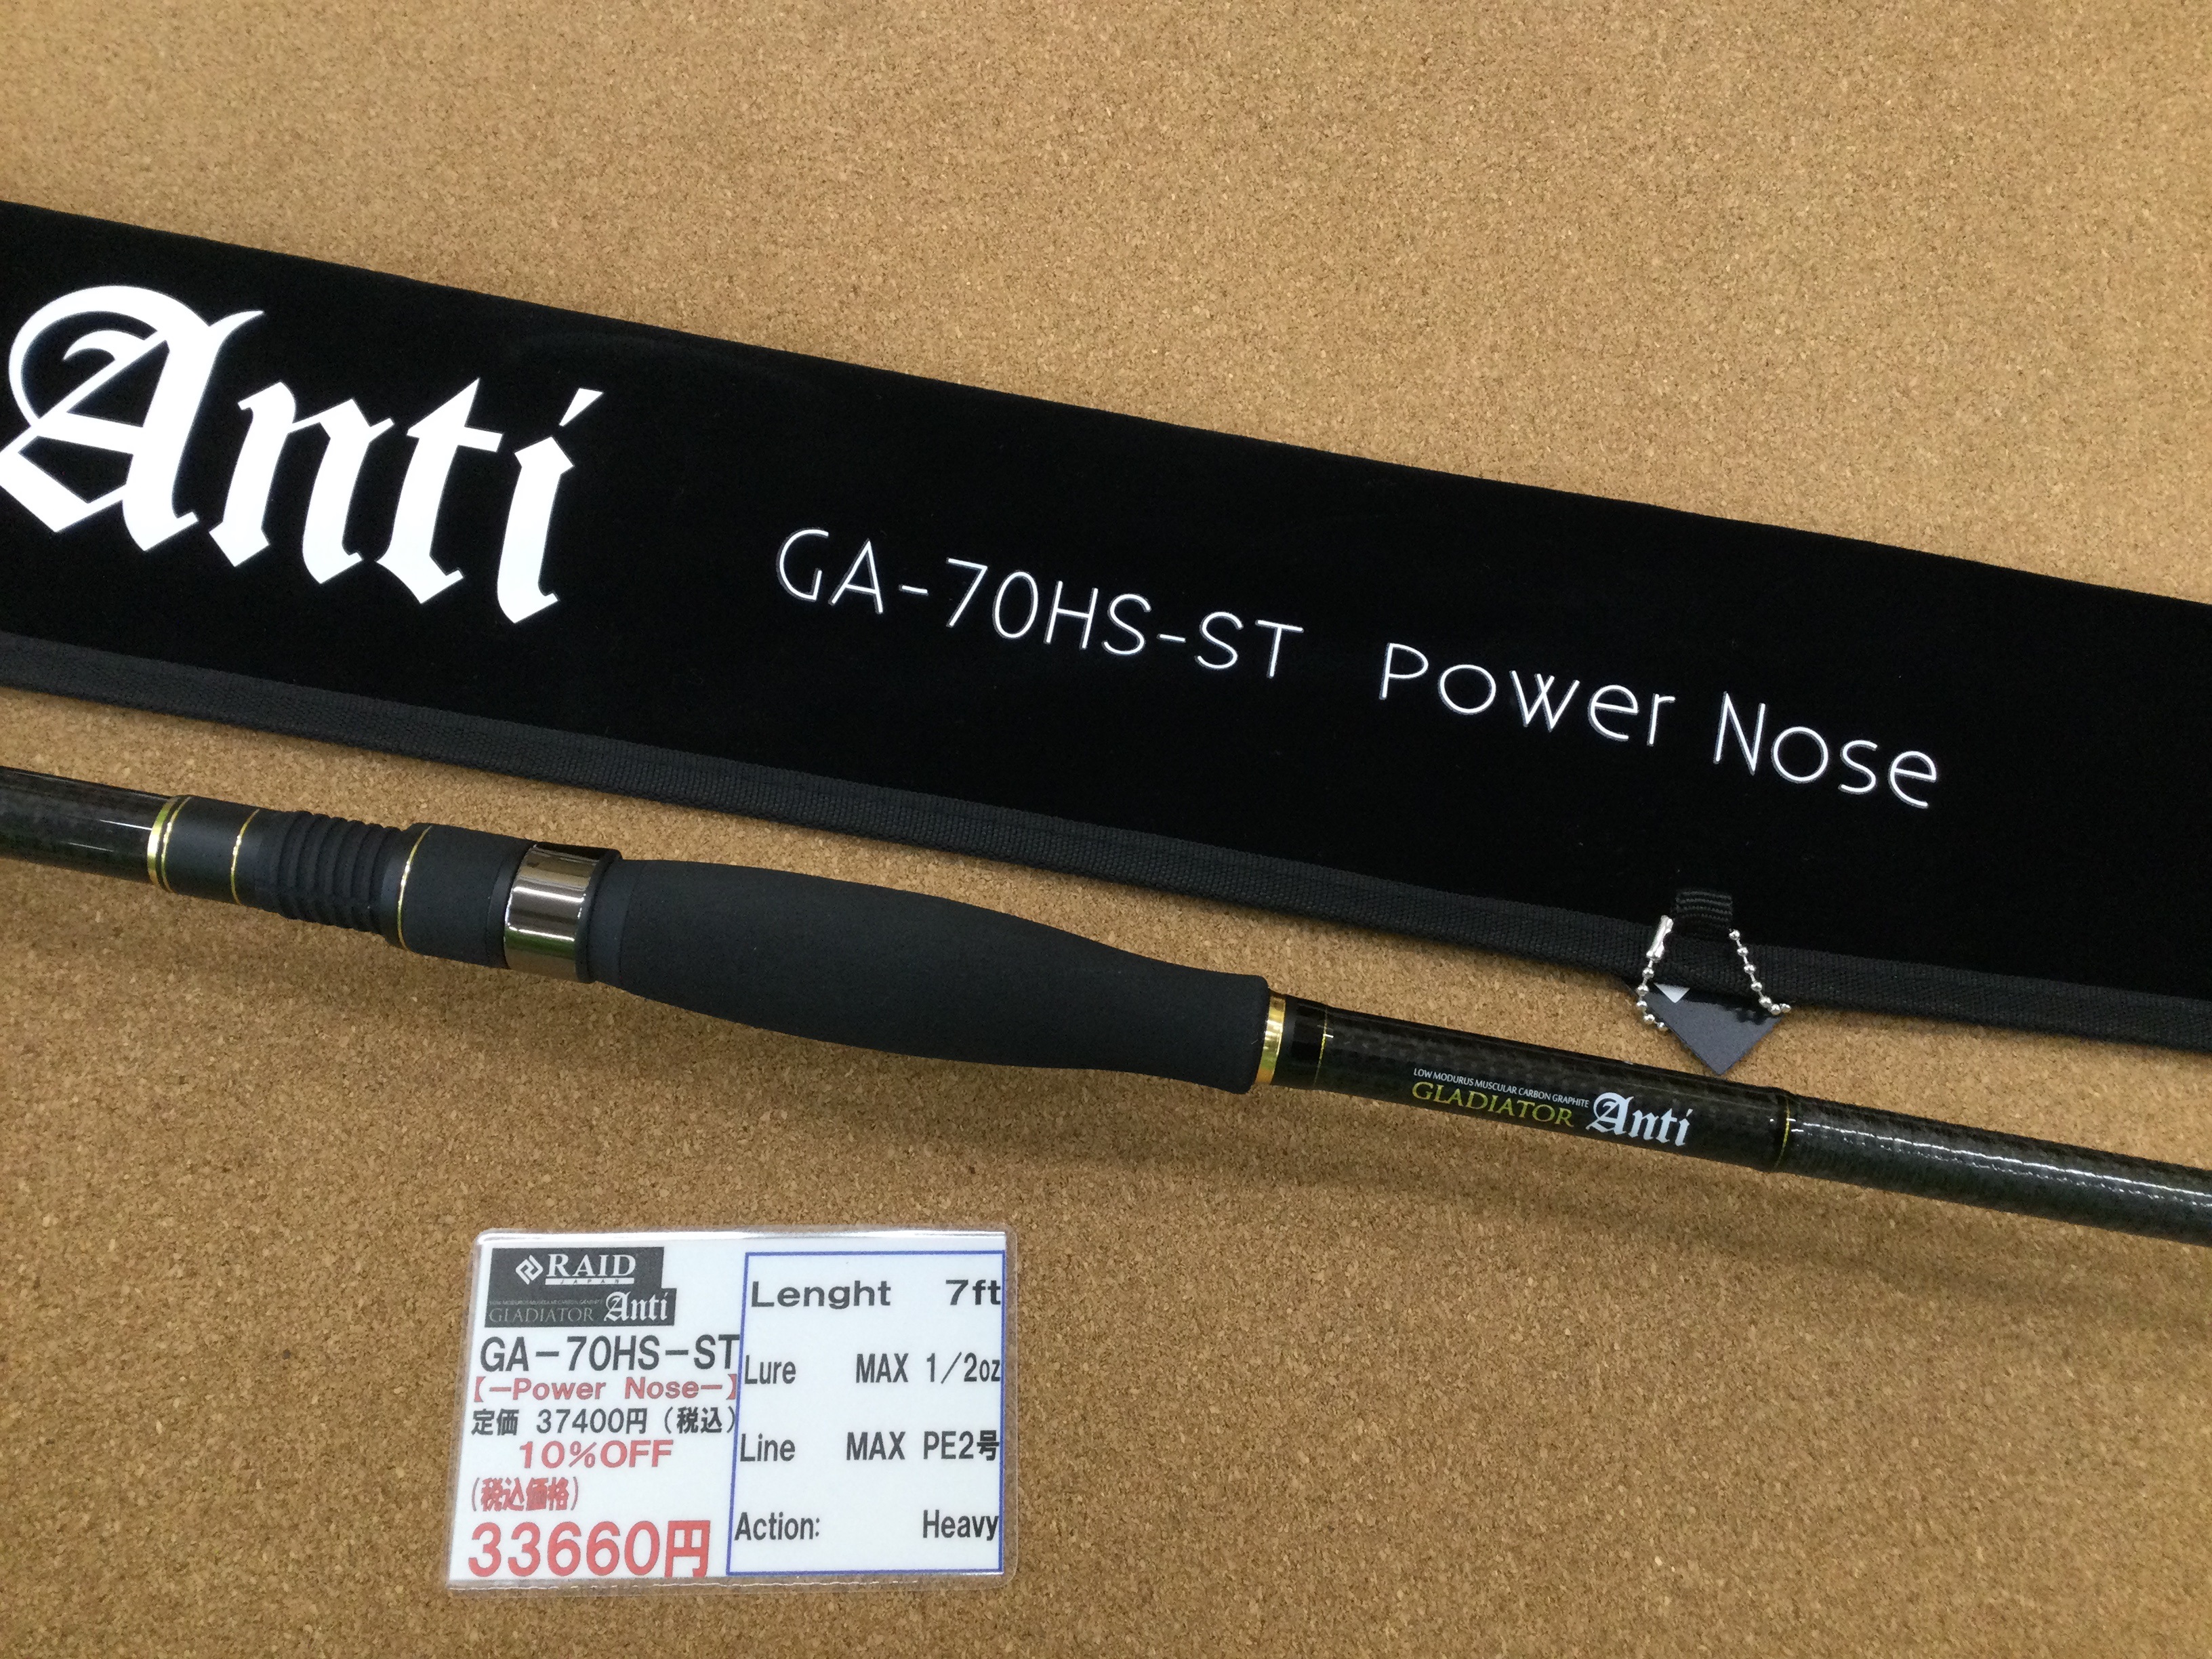 Anti
GA-70HS-ST Power Nose
LOW MODURUS MUSCULAR CARBON GRAPHITE
GLADIATOR Anti
RAID
JAPAN
GLADIATOR Anti
GA-70HS-ST
【-Power Nose-】
定価 37400円(税込)
10%OFF
(税込価格)
33660円
Lenght 7ft
Lure MAX 1/2oz
Line MAX PE2号
Action: Heavy